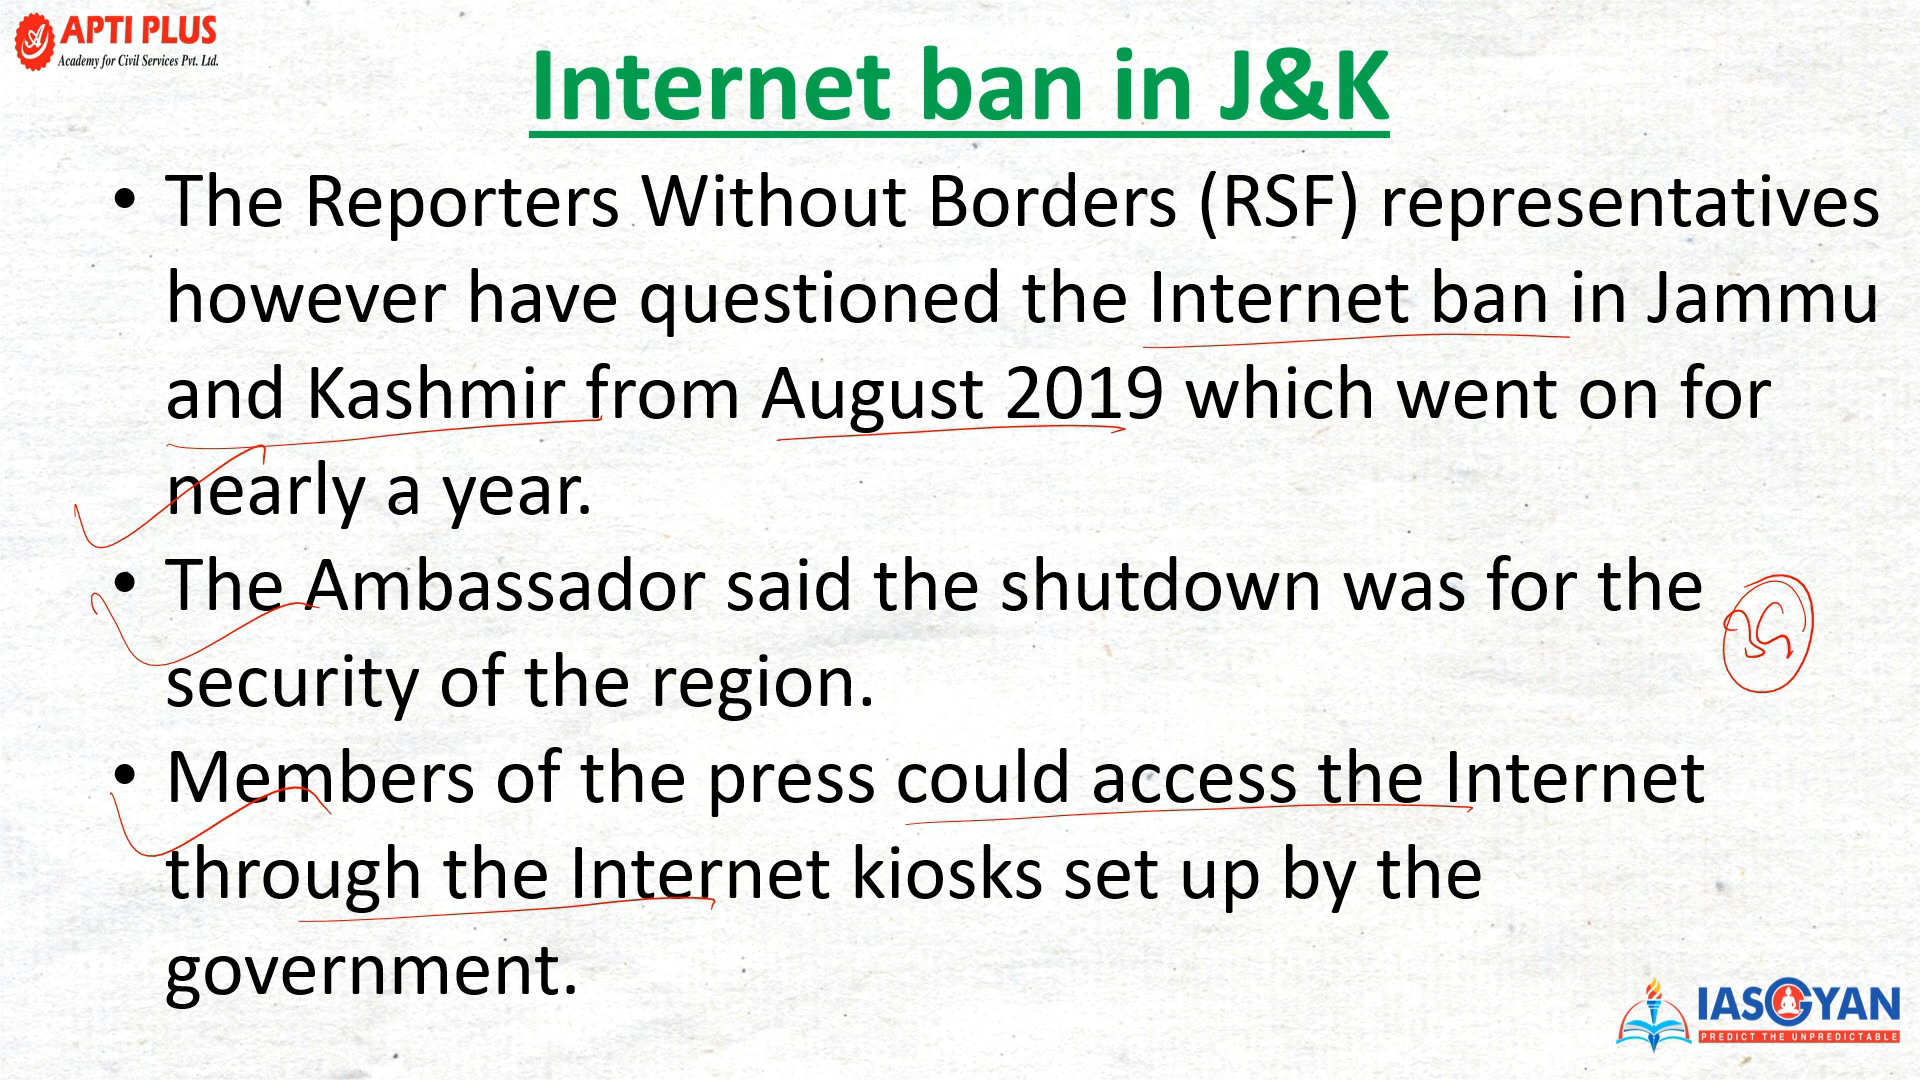 APTI PLUS
Academy for Civil Services Pvt. Ltd.
Internet ban in J&K
• The Reporters Without Borders (RSF) representatives
however have questioned the Internet ban in Jammu
and Kashmir from August 2019 which went on for
nearly a year.
• The Ambassador said the shutdown was for the
security of the region.
• Members of the press could access the Internet
through the Internet kiosks set up by the
government.
IASGYAN
PREDICT THE UNPREDICTABLE